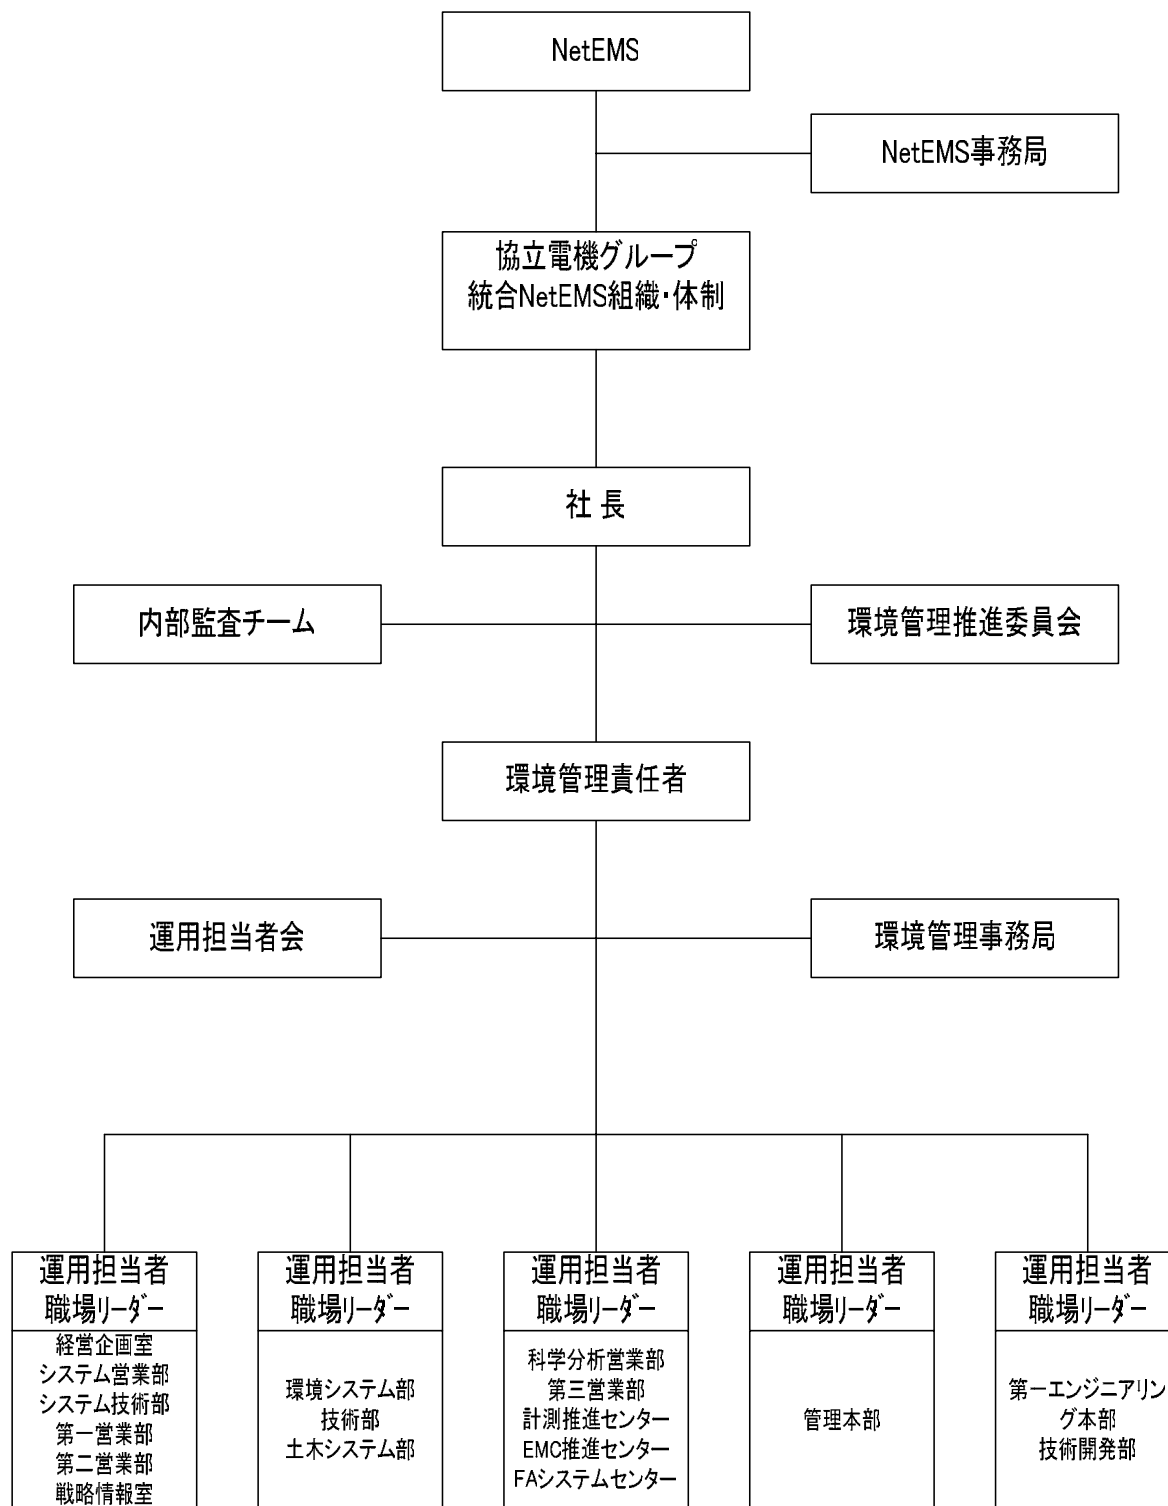 NetEMS
NetEMS事務局
協立電機グループ
統合NetEMS組織・体制
社 長
内部監査チーム
環境管理推進委員会
環境管理責任者
運用担当者会
環境管理事務局
運用担当者
職場リーダー
経営企画室
システム営業部
システム技術部
第一営業部
第二営業部
戦略情報室
運用担当者
職場リーダー
環境システム部
技術部
土木システム部
運用担当者
職場リーダー
科学分析営業部
第三営業部
計測推進センター
EMC推進センター
FAシステムセンター
運用担当者
職場リーダー
管理本部
運用担当者
職場リーダー
第一エンジニアリン
グ本部
技術開発部